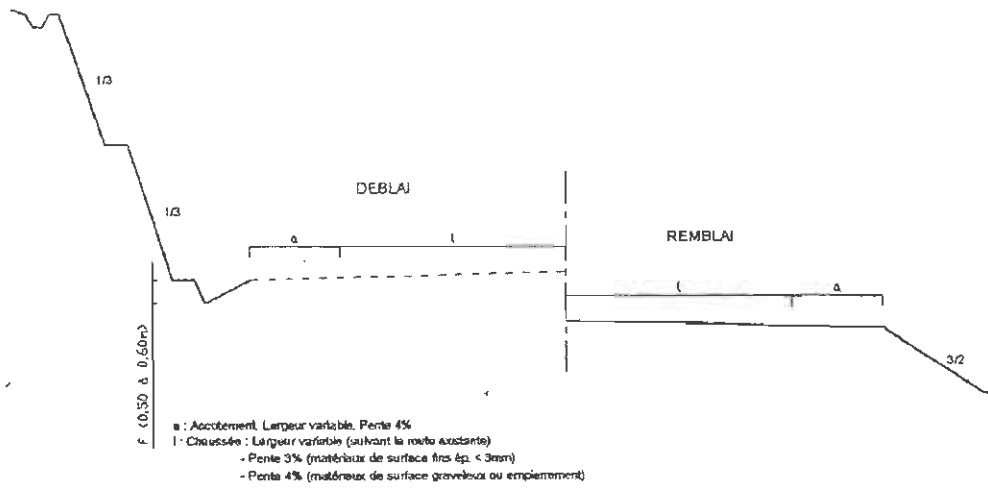 1/3
1/3
DEBLAI
a
l
REMBLAI
l
a
3/2
F (0,50 à 0,60m)
a : Accotement, Largeur variable, Pente 4%
l : Chaussée : Largeur variable (suivant la route existante)
- Pente 3% (matériaux de surface fins ép. < 3mm)
- Pente 4% (matériaux de surface graveleux ou empierrement)